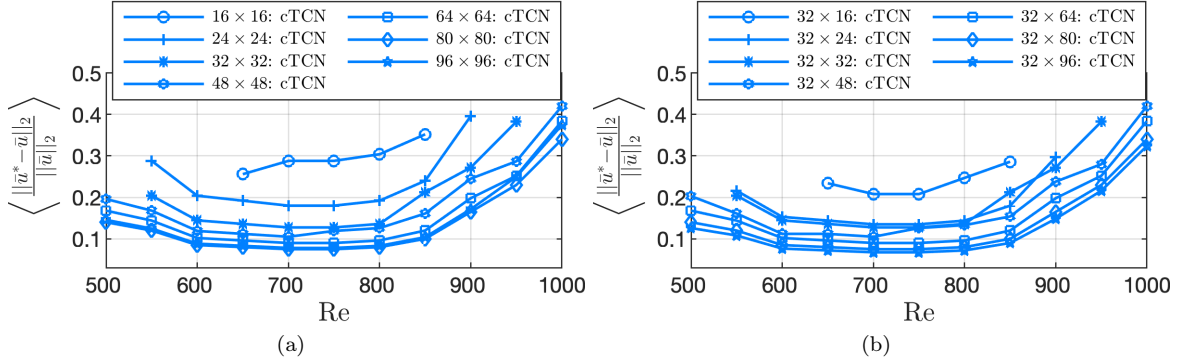 16 × 16: cTCN
24 × 24: cTCN
32 × 32: cTCN
48 × 48: cTCN
64 × 64: cTCN
80 × 80: cTCN
96 × 96: cTCN
0.5
0.4
0.3
0.2
0.1
⟨||ū*−ū||₂ / ||ū||₂⟩
500 600 700 800 900 1000
Re
(a)
32 × 16: cTCN
32 × 24: cTCN
32 × 32: cTCN
32 × 48: cTCN
32 × 64: cTCN
32 × 80: cTCN
32 × 96: cTCN
0.5
0.4
0.3
0.2
0.1
⟨||ū*−ū||₂ / ||ū||₂⟩
500 600 700 800 900 1000
Re
(b)